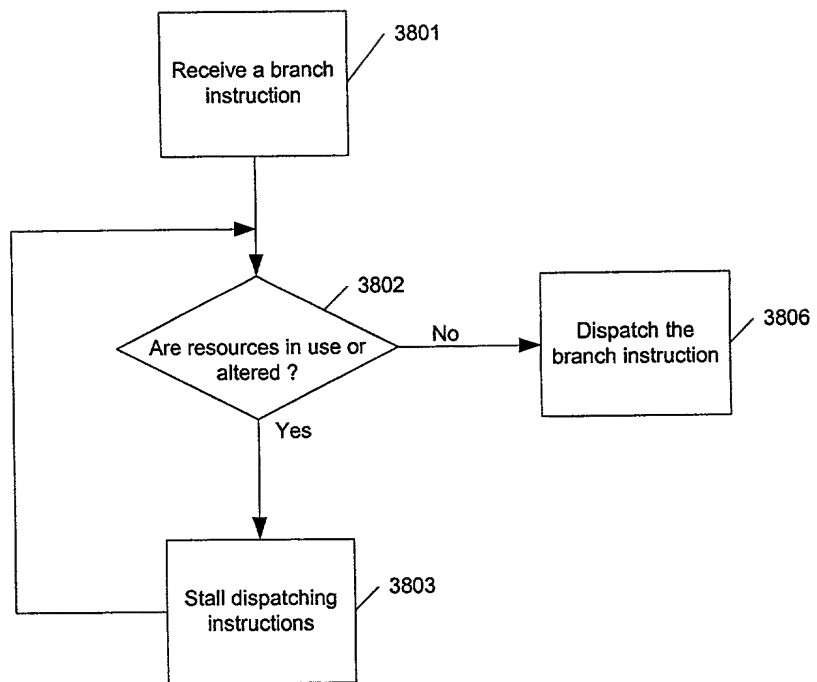 Receive a branch
instruction
3801
Are resources in use or
altered ?
3802
No
Dispatch the
branch instruction
3806
Yes
Stall dispatching
instructions
3803